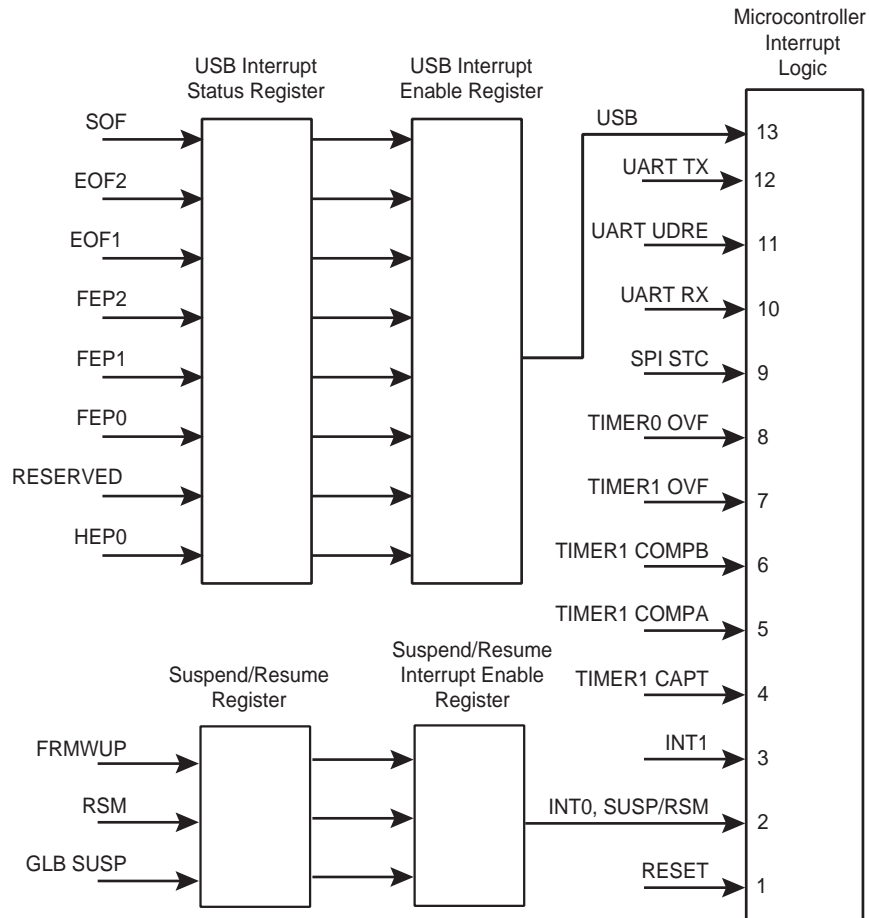 Microcontroller
Interrupt
Logic
USB Interrupt
Status Register
USB Interrupt
Enable Register
SOF
EOF2
EOF1
FEP2
FEP1
FEP0
RESERVED
HEP0
USB
13
UART TX
12
UART UDRE
11
UART RX
10
SPI STC
9
TIMER0 OVF
8
TIMER1 OVF
7
TIMER1 COMPB
6
TIMER1 COMPA
5
TIMER1 CAPT
4
INT1
3
INT0, SUSP/RSM
2
RESET
1
Suspend/Resume
Register
Suspend/Resume
Interrupt Enable
Register
FRMWUP
RSM
GLB SUSP